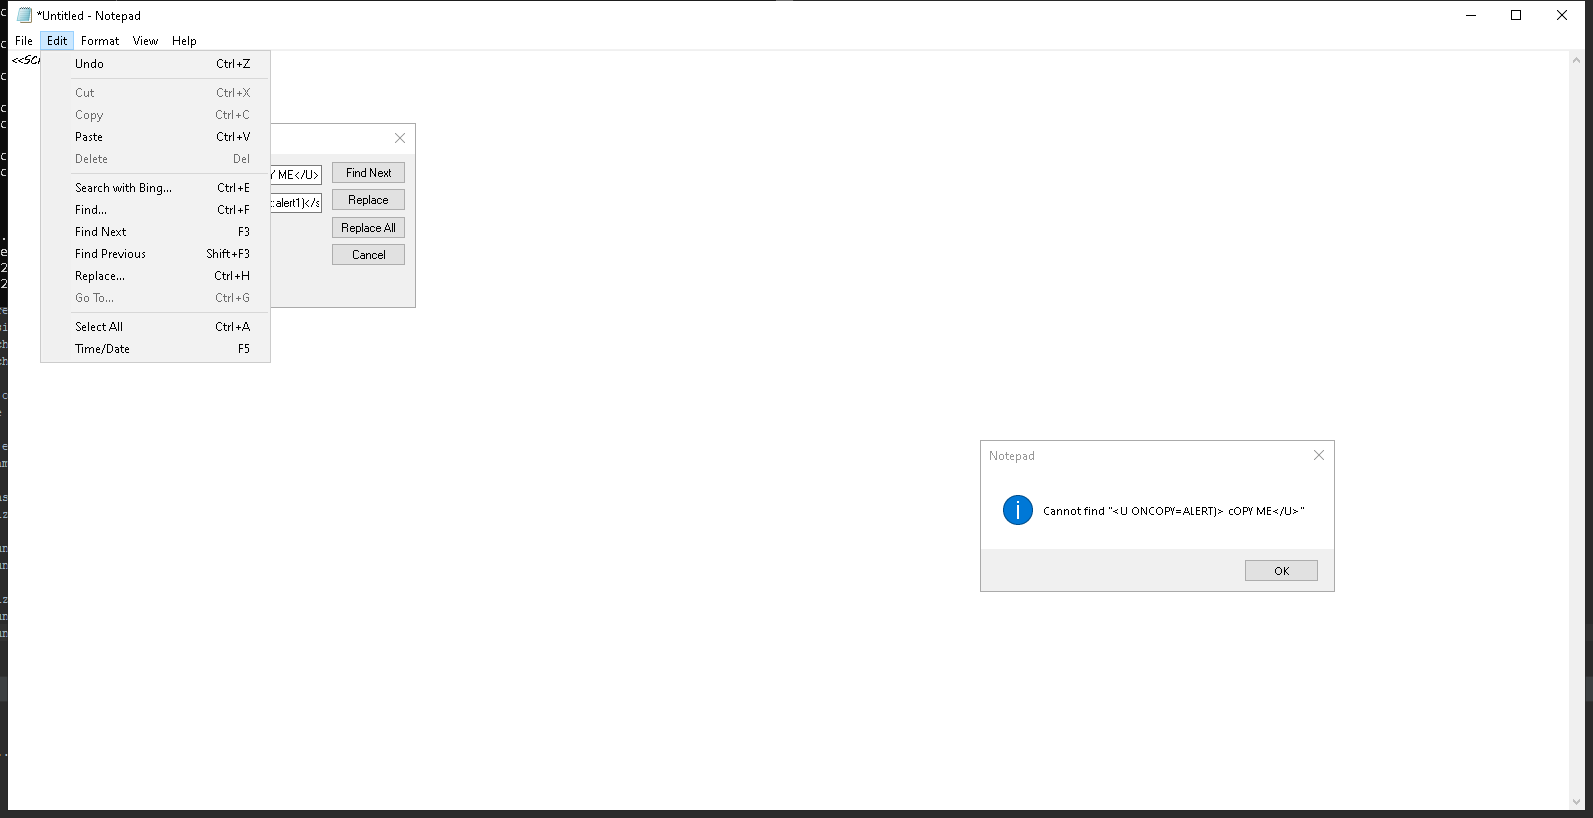 *Untitled - Notepad
File Edit Format View Help
<<SC
Undo Ctrl+Z
Cut Ctrl+X
Copy Ctrl+C
Paste Ctrl+V
Delete Del
Search with Bing... Ctrl+E
Find... Ctrl+F
Find Next F3
Find Previous Shift+F3
Replace... Ctrl+H
Go To... Ctrl+G
Select All Ctrl+A
Time/Date F5
ME</U>
Find Next
:alert1)</s
Replace
Replace All
Cancel
Notepad
Cannot find "<U ONCOPY=ALERT)> cOPY ME</U>"
OK